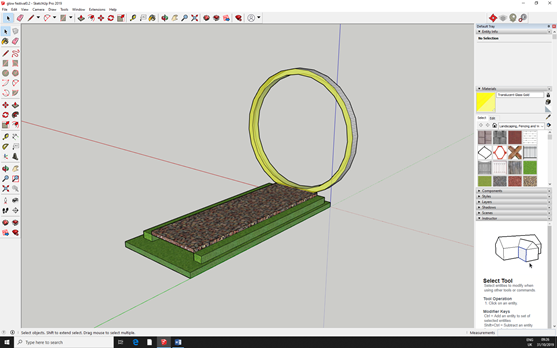 glow festival3.2 - SketchUp Pro 2019
File Edit View Camera Draw Tools Window Extensions Help
Default Tray
Entity Info
No Selection
Materials
Translucent Glass Gold
Select Edit
Landscaping, Fencing and
Components
Styles
Layers
Shadows
Scenes
Instructor
Select Tool
Select entities to modify when
using other tools or commands.
Tool Operation
1. Click on an entity.
Modifier Keys
Ctrl = Add an entity to set of
selected entities
Shift+Ctrl = Subtract an entity
Select objects. Shift to extend select. Drag mouse to select multiple.
Measurements
Type here to search
ENG
UK